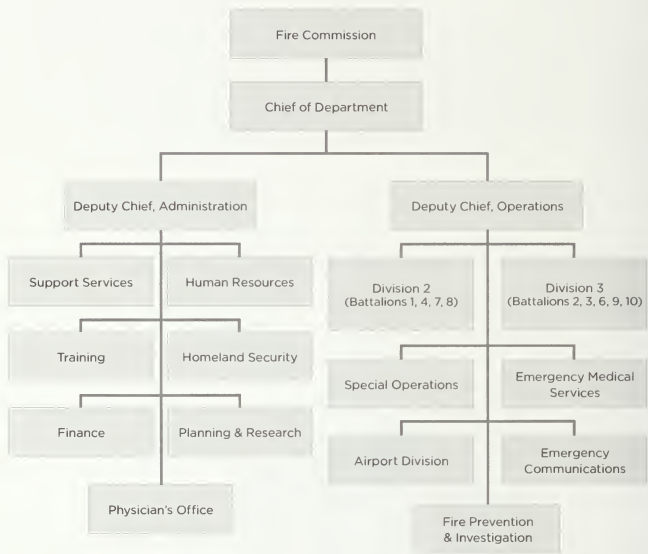 Fire Commission
Chief of Department
Deputy Chief, Administration
Deputy Chief, Operations
Support Services
Human Resources
Division 2
(Battalions 1, 4, 7, 8)
Division 3
(Battalions 2, 3, 6, 9, 10)
Training
Homeland Security
Special Operations
Emergency Medical
Services
Finance
Planning & Research
Airport Division
Emergency
Communications
Physician's Office
Fire Prevention
& Investigation